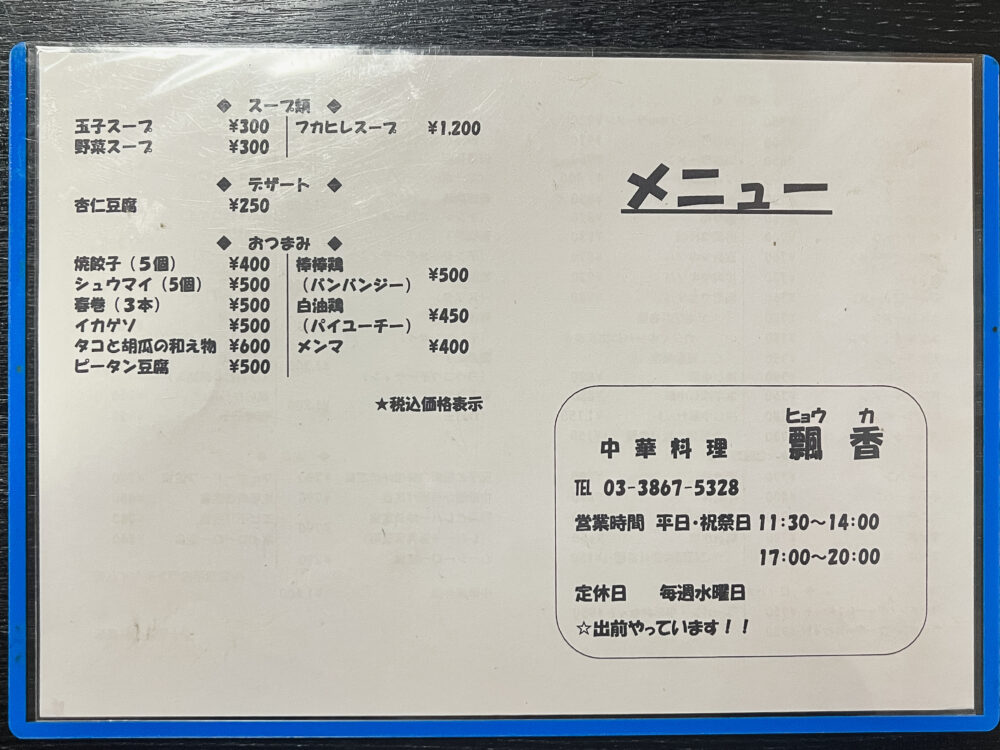 ◆ スープ類 ◆
玉子スープ ¥300 フカヒレスープ ¥1,200
野菜スープ ¥300
◆ デザート ◆
杏仁豆腐 ¥250
◆ おつまみ ◆
焼餃子（5個） ¥400 棒棒鶏
シュウマイ（5個） ¥500 （バンバンジー） ¥500
春巻（3本） ¥500 白油鶏
イカゲソ ¥500 （パイユーチー） ¥450
タコと胡瓜の和え物 ¥600 メンマ ¥400
ピータン豆腐 ¥500
★税込価格表示
メニュー
ヒョウ カ
中華料理 飄香
TEL 03-3867-5328
営業時間 平日・祝祭日 11:30～14:00
17:00～20:00
定休日 毎週水曜日
☆出前やっています！！